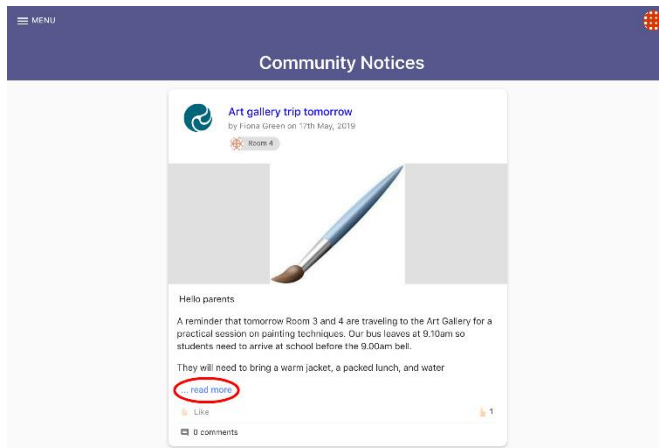 MENU
Community Notices
Art gallery trip tomorrow
by Fiona Green on 17th May, 2019
Room 4
Hello parents
A reminder that tomorrow Room 3 and 4 are traveling to the Art Gallery for a
practical session on painting techniques. Our bus leaves at 9.10am so
students need to arrive at school before the 9.00am bell.
They will need to bring a warm jacket, a packed lunch, and water
... read more
Like
1
0 comments